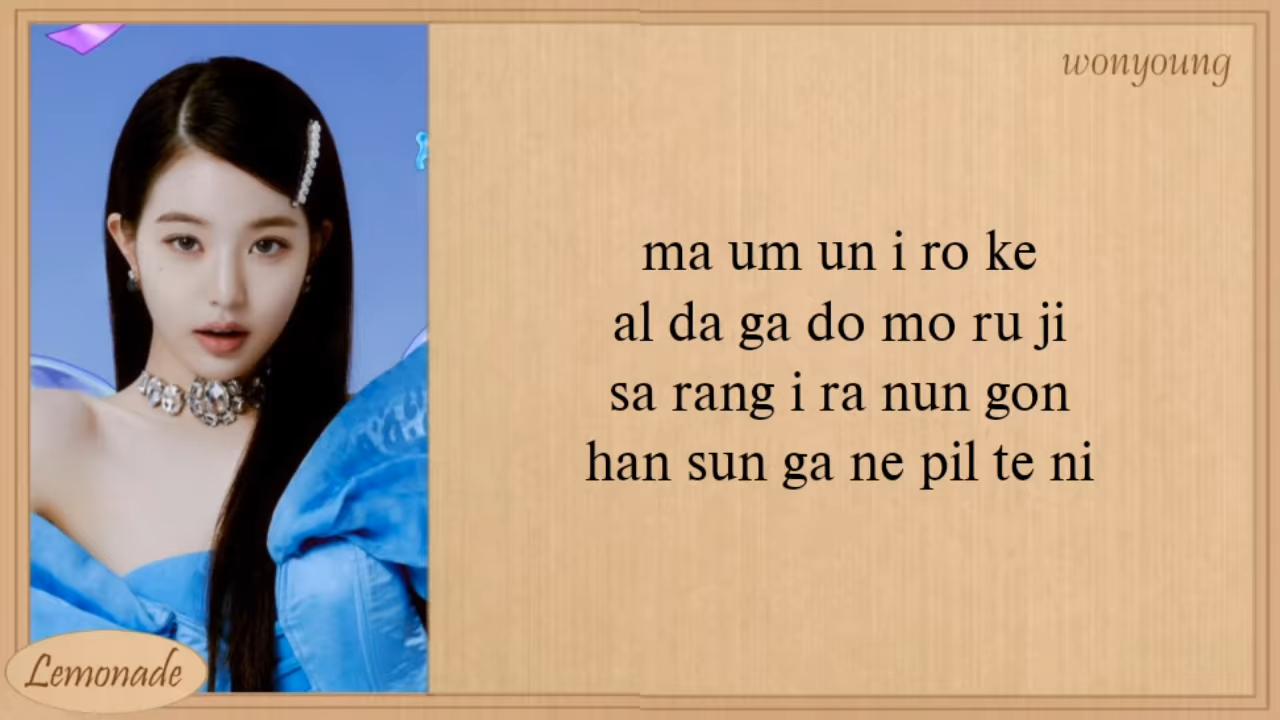 wonyoung
ma um un i ro ke
al da ga do mo ru ji
sa rang i ra nun gon
han sun ga ne pil te ni
Lemonade